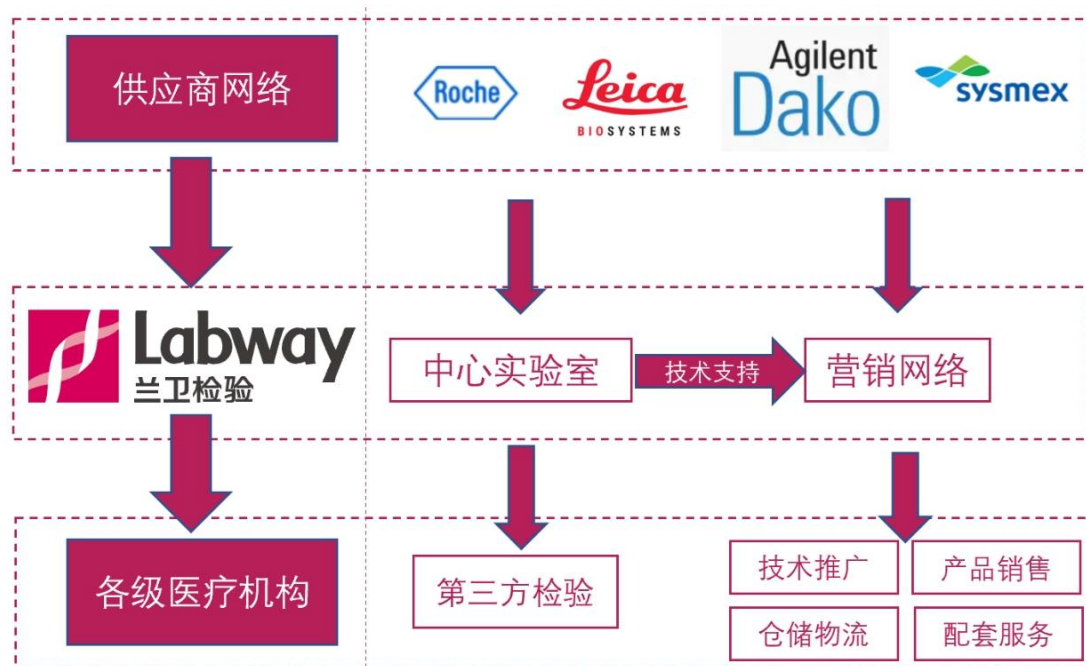 供应商网络
Roche
Leica
BIOSYSTEMS
Agilent
Dako
sysmex
Labway
兰卫检验
中心实验室
技术支持
营销网络
各级医疗机构
第三方检验
技术推广
产品销售
仓储物流
配套服务